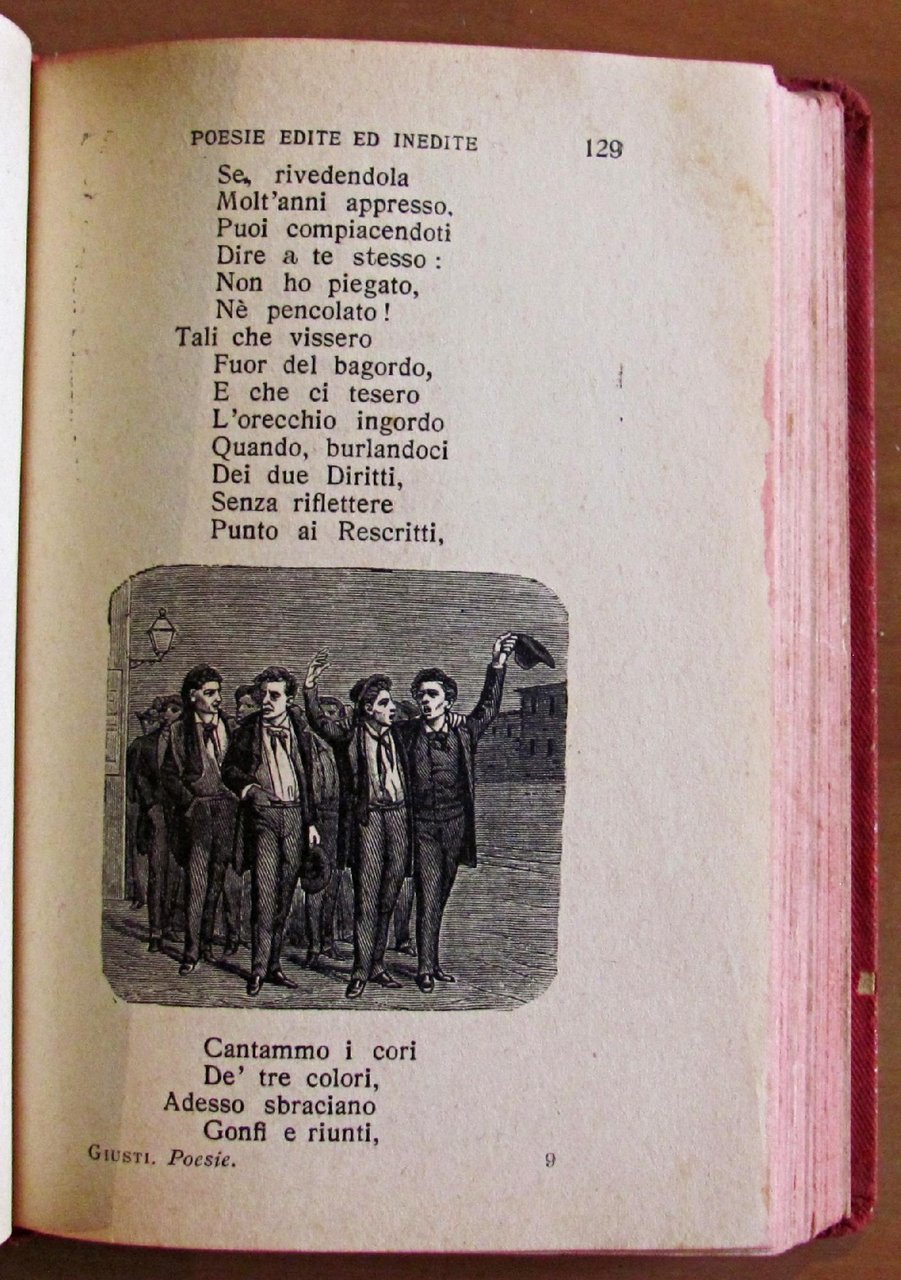 POESIE EDITE ED INEDITE 129
Se, rivedendola
Molt'anni appresso,
Puoi compiacendoti
Dire a te stesso :
Non ho piegato,
Nè pencolato !
Tali che vissero
Fuor del bagordo,
E che ci tesero
L'orecchio ingordo
Quando, burlandoci
Dei due Diritti,
Senza riflettere
Punto ai Rescritti,
Cantammo i cori
De' tre colori,
Adesso sbraciano
Gonfi e riunti,
GIUSTI. Poesie. 9